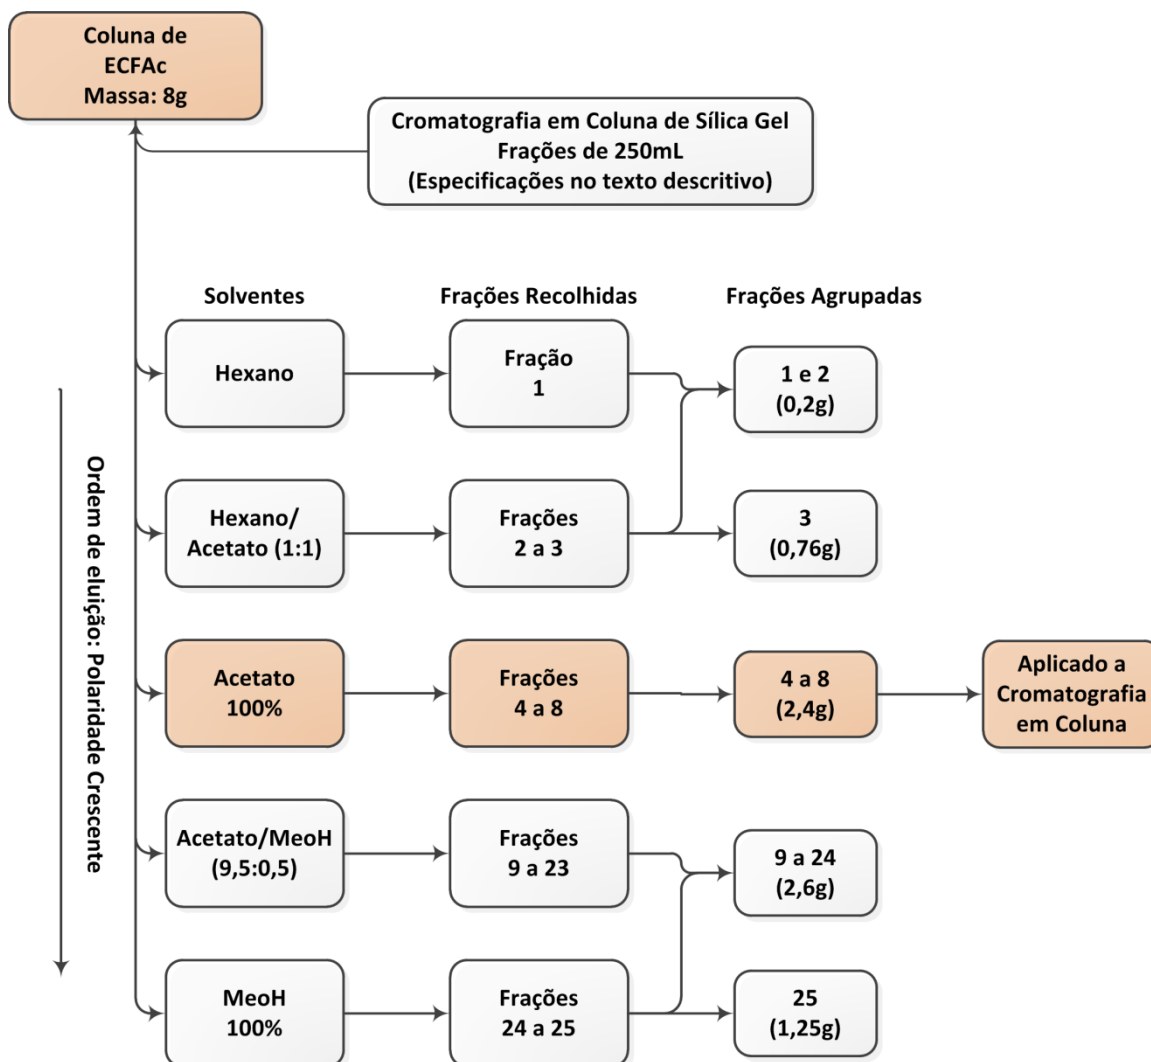 Coluna de
ECFAc
Massa: 8g
Cromatografia em Coluna de Sílica Gel
Frações de 250mL
(Especificações no texto descritivo)
Solventes
Frações Recolhidas
Frações Agrupadas
Hexano
Fração
1
1 e 2
(0,2g)
Ordem de eluição: Polaridade Crescente
Hexano/
Acetato (1:1)
Frações
2 a 3
3
(0,76g)
Acetato
100%
Frações
4 a 8
4 a 8
(2,4g)
Aplicado a
Cromatografia
em Coluna
Acetato/MeoH
(9,5:0,5)
Frações
9 a 23
9 a 24
(2,6g)
MeoH
100%
Frações
24 a 25
25
(1,25g)